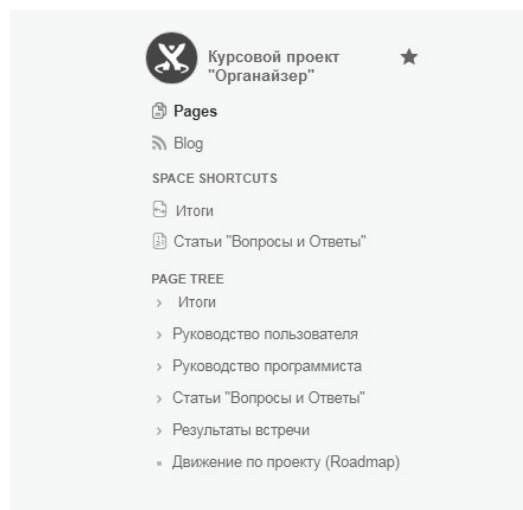 Курсовой проект
"Органайзер"
Pages
Blog
SPACE SHORTCUTS
Итоги
Статьи "Вопросы и Ответы"
PAGE TREE
Итоги
Руководство пользователя
Руководство программиста
Статьи "Вопросы и Ответы"
Результаты встречи
Движение по проекту (Roadmap)